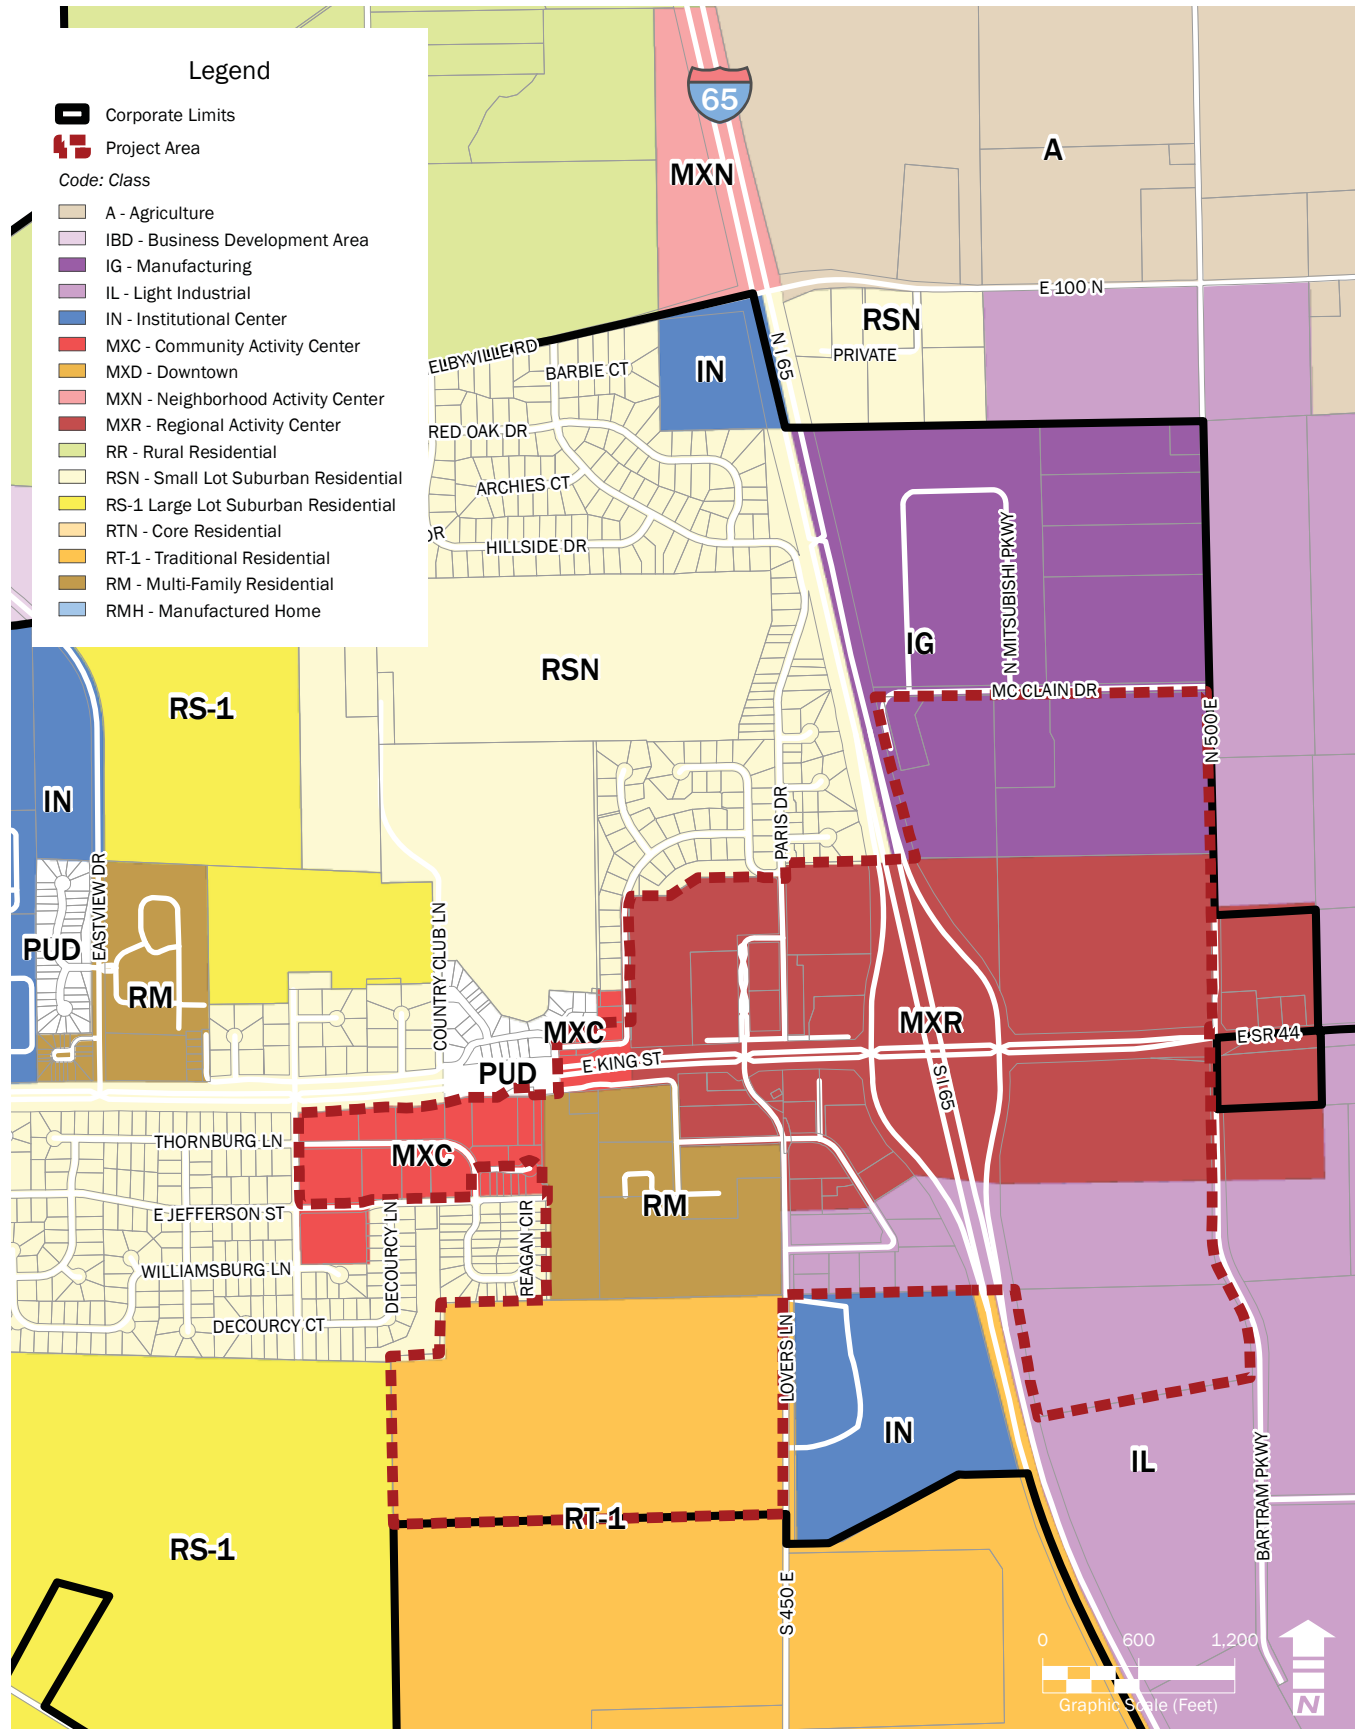 Legend
Corporate Limits
Project Area
Code: Class
A - Agriculture
IBD - Business Development Area
IG - Manufacturing
IL - Light Industrial
IN - Institutional Center
MXC - Community Activity Center
MXD - Downtown
MXN - Neighborhood Activity Center
MXR - Regional Activity Center
RR - Rural Residential
RSN - Small Lot Suburban Residential
RS-1 Large Lot Suburban Residential
RTN - Core Residential
RT-1 - Traditional Residential
RM - Multi-Family Residential
RMH - Manufactured Home
65
A
MXN
E 100 N
RSN
PRIVATE
N I 65
IN
ELBYVILLE RD
BARBIE CT
RED OAK DR
ARCHIES CT
DR
HILLSIDE DR
N MITSUBISHI PKWY
IG
MC CLAIN DR
N 500 E
RSN
RS-1
IN
PARIS DR
EASTVIEW DR
PUD
RM
COUNTRY CLUB LN
MXC
MXR
E SR 44
E KING ST
PUD
S I 65
THORNBURG LN
MXC
E JEFFERSON ST
DECOURCY LN
REAGAN CIR
RM
WILLIAMSBURG LN
DECOURCY CT
LOVERS LN
IN
IL
BARTRAM PKWY
RT-1
RS-1
S 450 E
0 600 1,200
Graphic Scale (Feet)
N